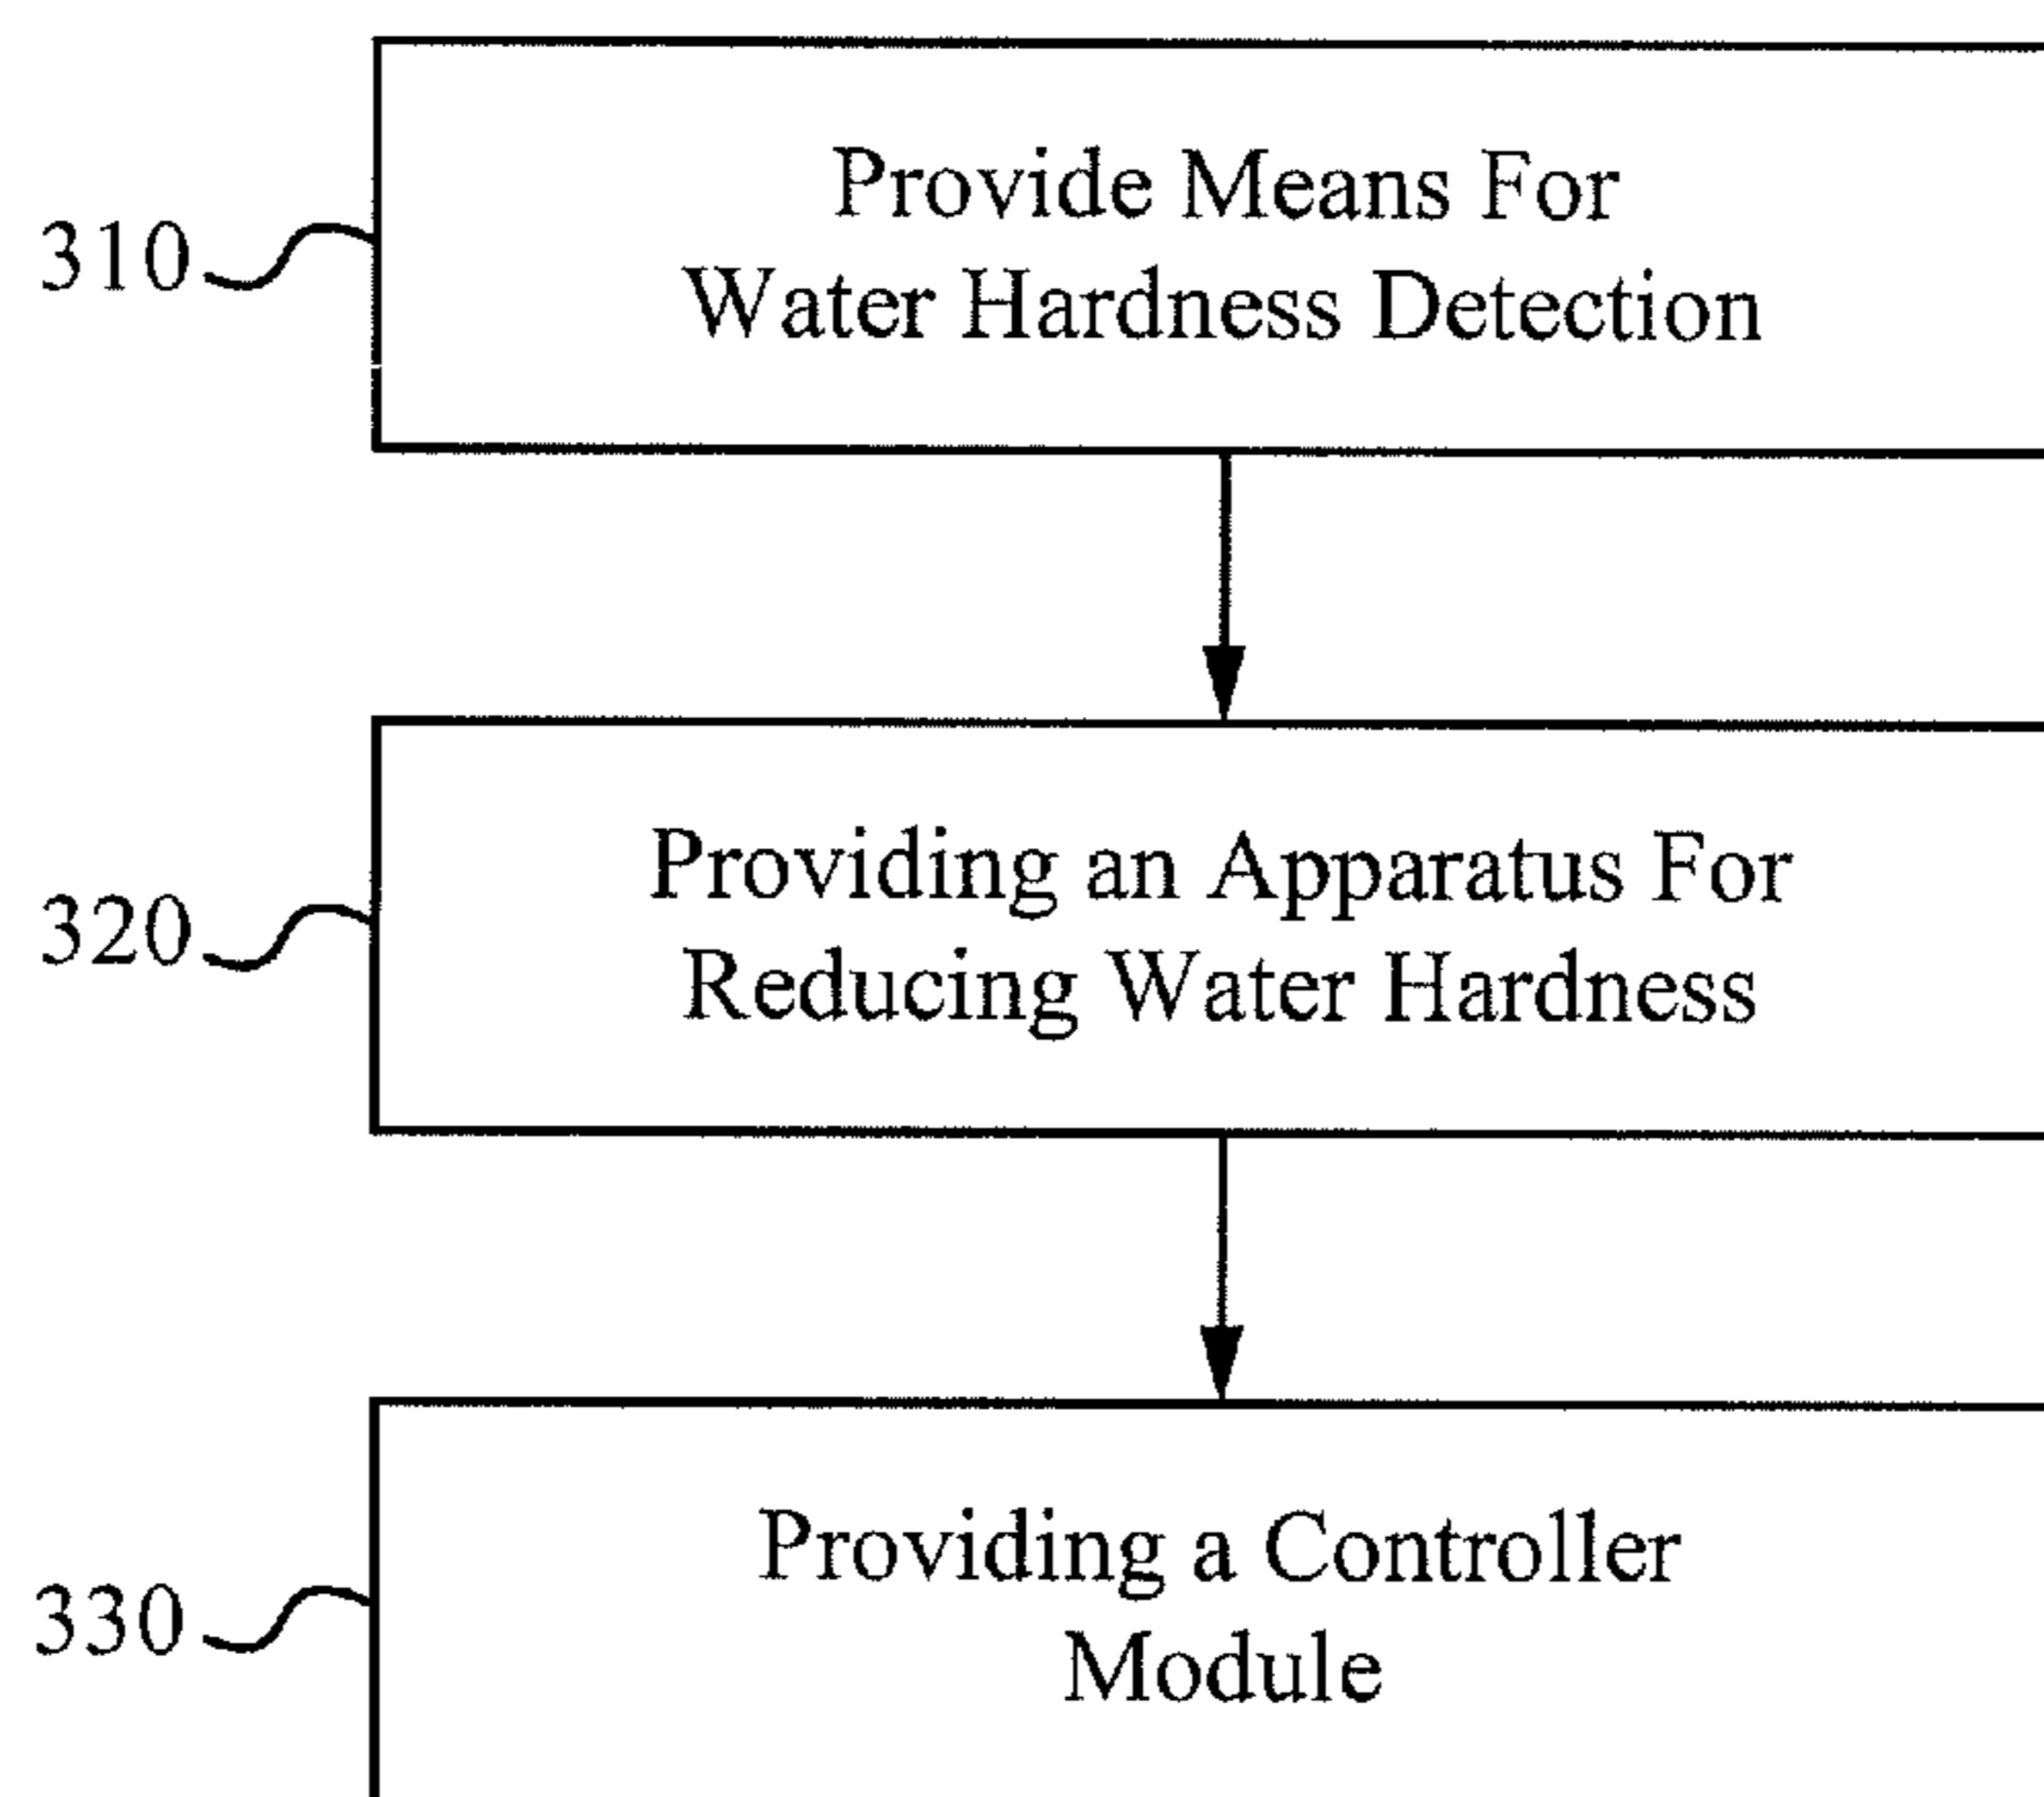 Provide Means For
310
Water Hardness Detection
Providing an Apparatus For
320
Reducing Water Hardness
Providing a Controller
330
Module